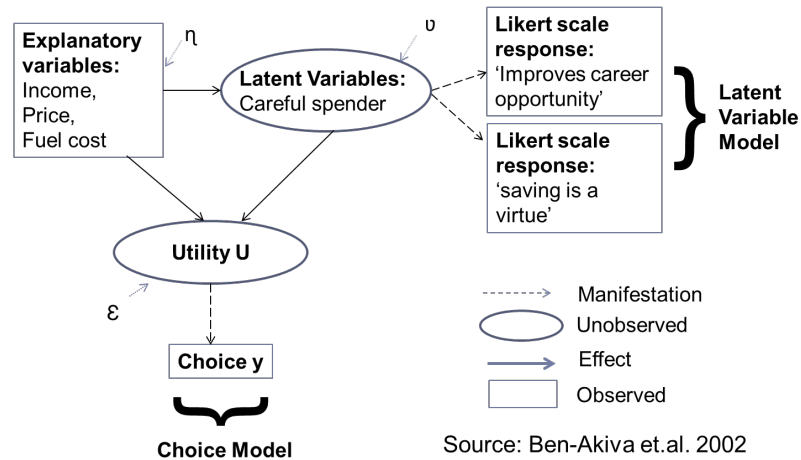 Explanatory
variables:
Income,
Price,
Fuel cost
η
Latent Variables:
Careful spender
υ
Likert scale
response:
'Improves career
opportunity'
Likert scale
response:
'saving is a
virtue'
Latent
Variable
Model
Utility U
ε
Choice y
Choice Model
Manifestation
Unobserved
Effect
Observed
Source: Ben-Akiva et.al. 2002